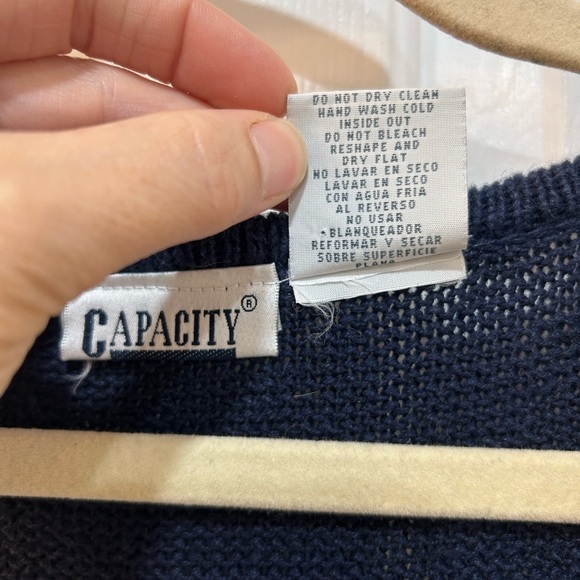 DO NOT DRY CLEAN
HAND WASH COLD
INSIDE OUT
DO NOT BLEACH
RESHAPE AND
DRY FLAT
NO LAVAR EN SECO
LAVAR EN SECO
CON AGUA FRIA
AL REVERSO
NO USAR
BLANQUEADOR
REFORMAR Y SECAR
SOBRE SUPERFICIE
PLANA
CAPACITY®